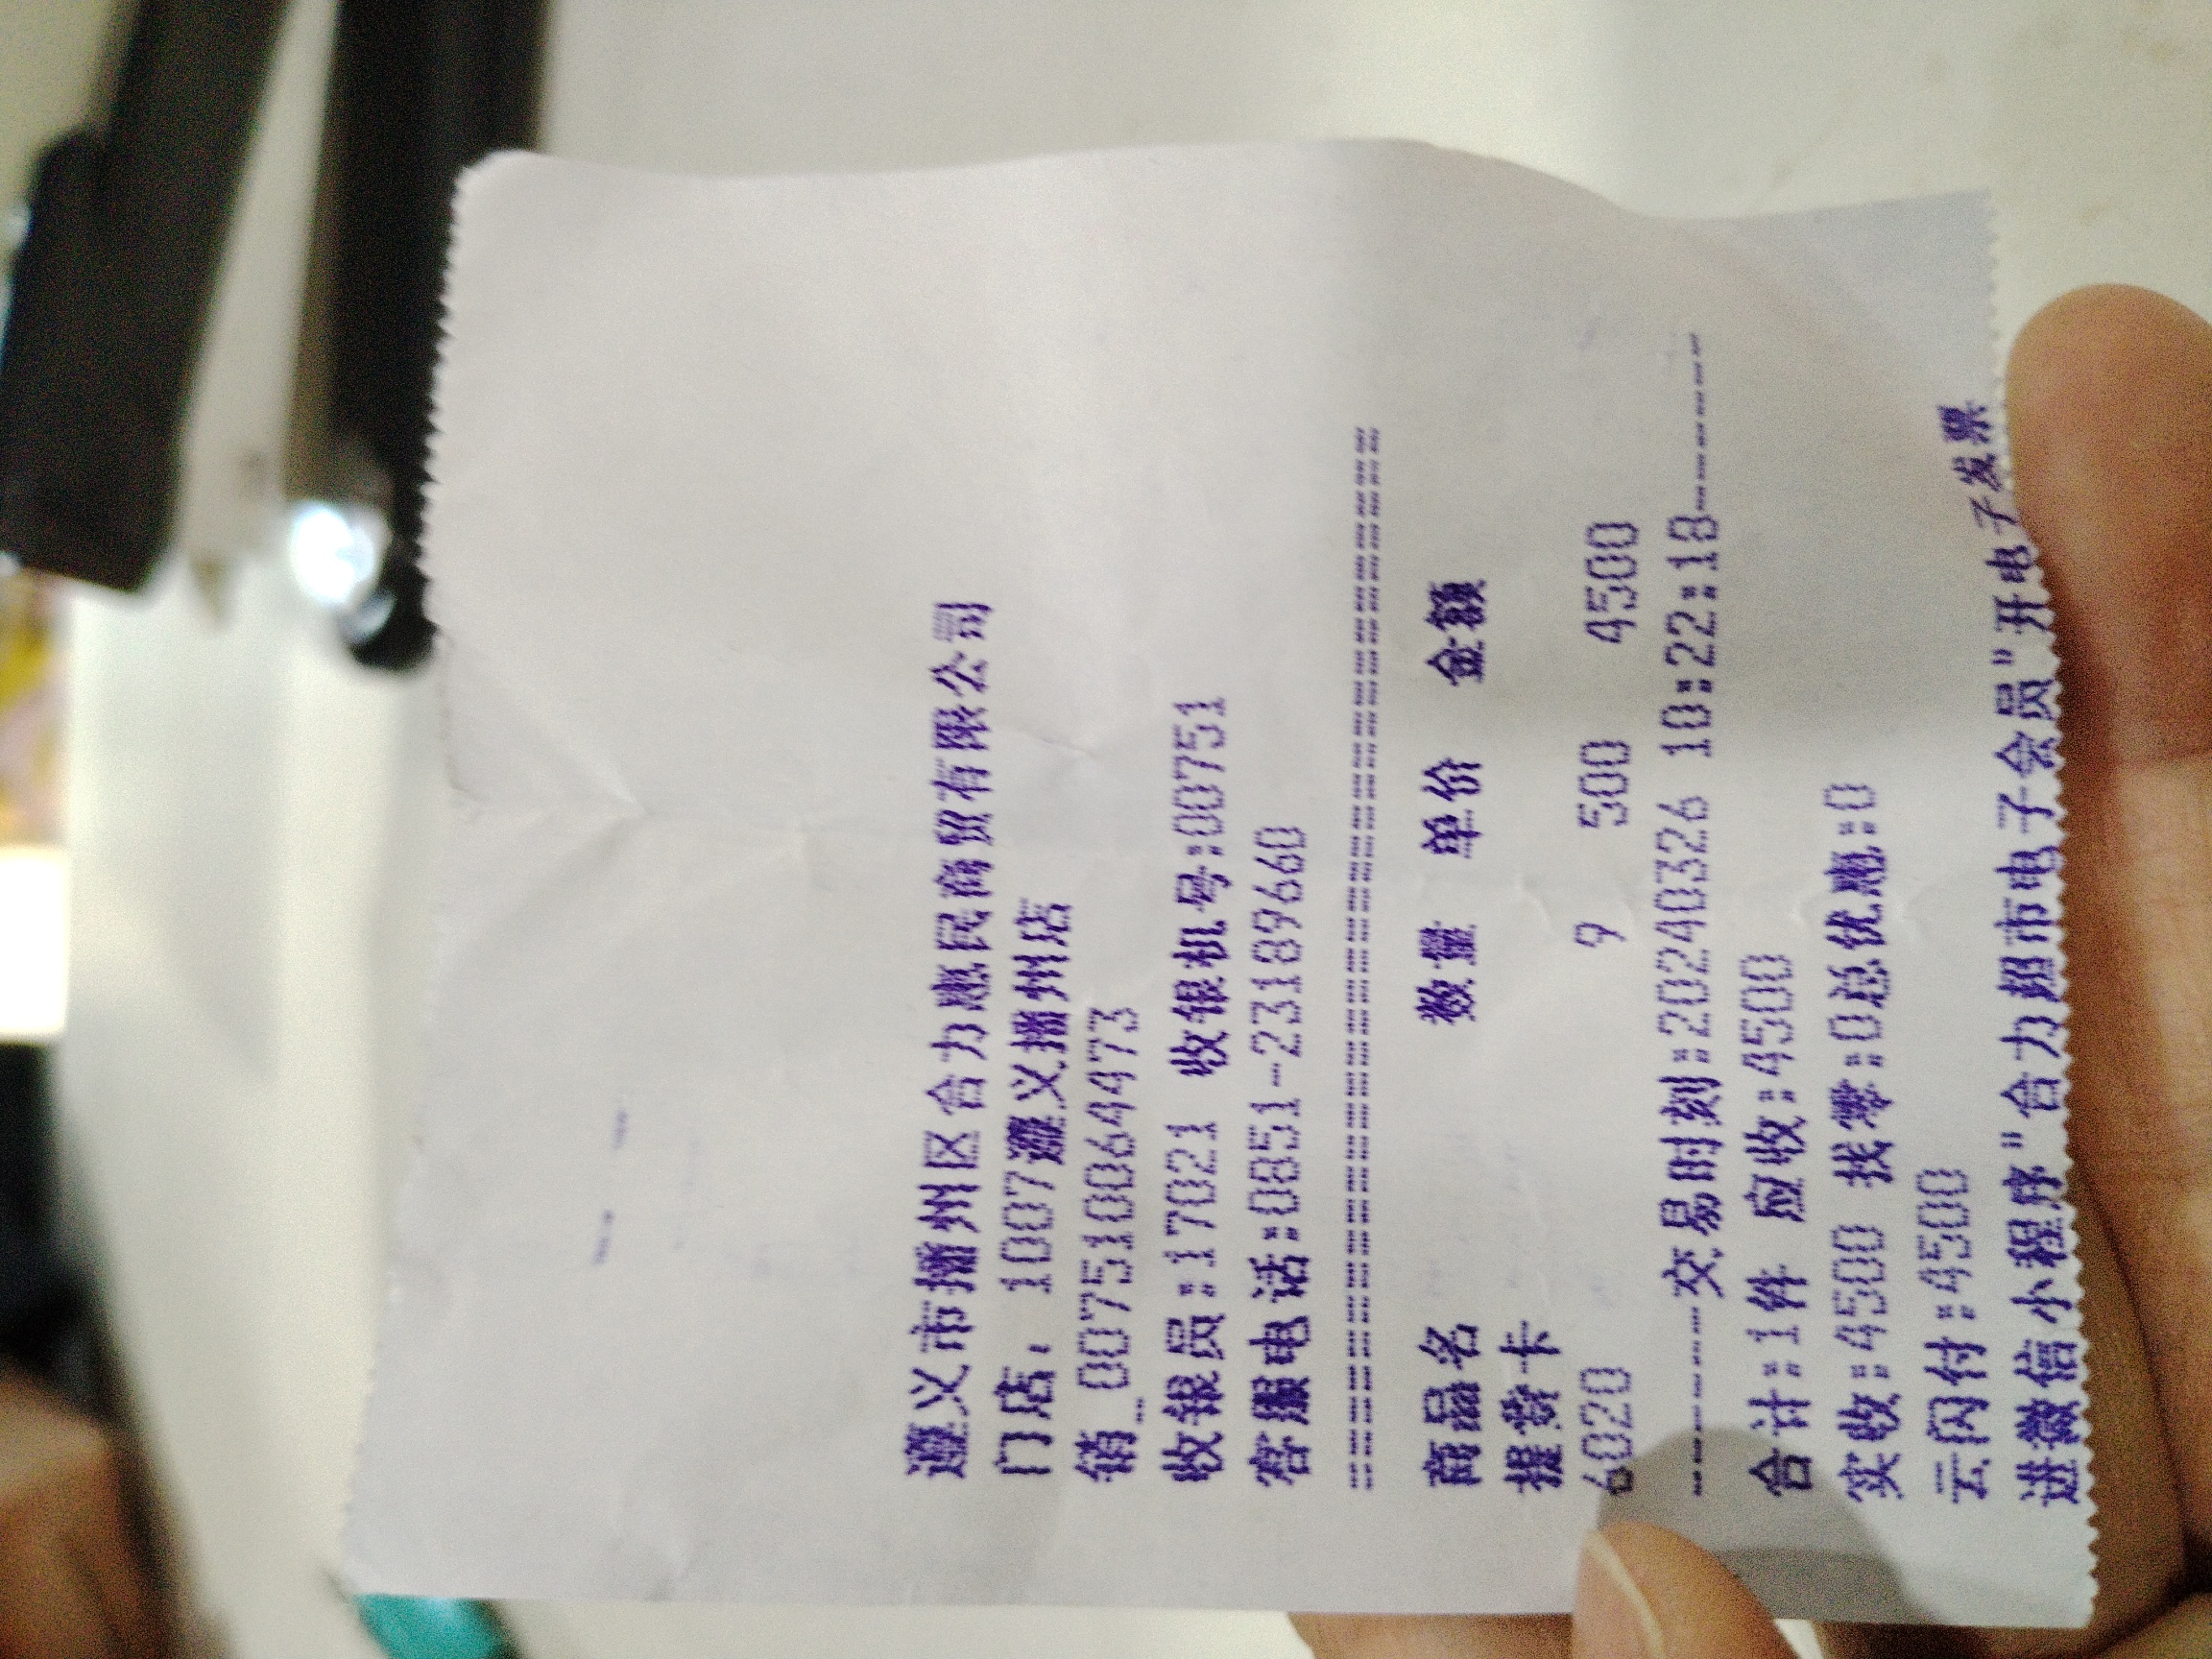 遵义市播州区合力惠民商贸有限公司
门店: 1007遵义播州店
销_007510064473
收银员:17021 收银机号:00751
客服电话:0851-23189660
==========================================
商品名 数量 单价 金额
提货卡
6020 9 500 4500
--------交易时刻:20240326 10:22:18--------
合计:1件 应收:4500
实收:4500 找零:0总优惠:0
云闪付:4500
进微信小程序"合力超市电子会员"开电子发票